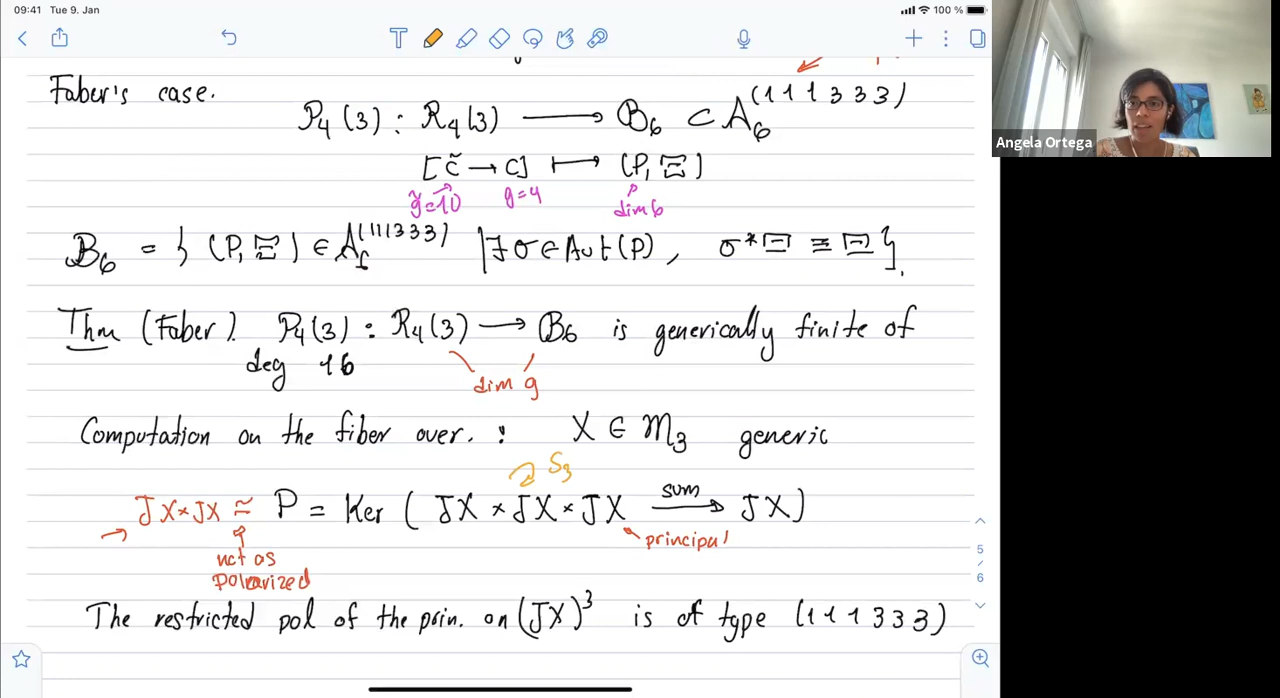 09:41 Tue 9. Jan
100 %
Faber's case.
P₄(3) : R₄(3) ⟶ B₆ ⊂ A₆^(1 1 1 3 3 3)
[C̃ → C] ⟼ (P, Ξ)
g̃=10 g=4 dim 6
B₆ = { (P, Ξ) ∈ A₆^(111333) | ∃ σ ∈ Aut(P), σ*Ξ ≡ Ξ }.
Thm (Faber). P₄(3) : R₄(3) ⟶ B₆ is generically finite of
deg 16
dim 9
Computation on the fiber over. : X ∈ M₃ generic
S₃
JX×JX ≃ P = Ker ( JX × JX × JX ⟶ JX )
sum
principal
not as
polarized
The restricted pol of the prin. on (JX)³ is of type (1 1 1 3 3 3)
5
/
6
Angela Ortega